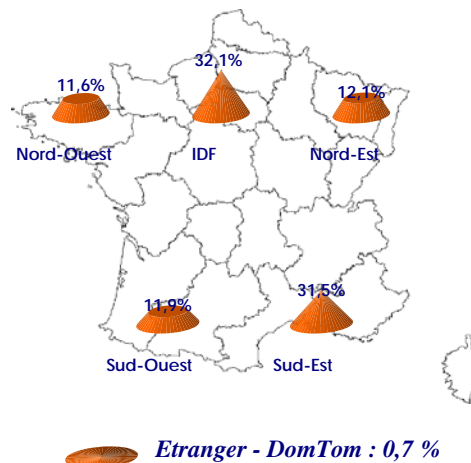 32,1%
11,6%
12,1%
Nord-Ouest
IDF
Nord-Est
31,5%
11,9%
Sud-Ouest
Sud-Est
Etranger - DomTom : 0,7 %